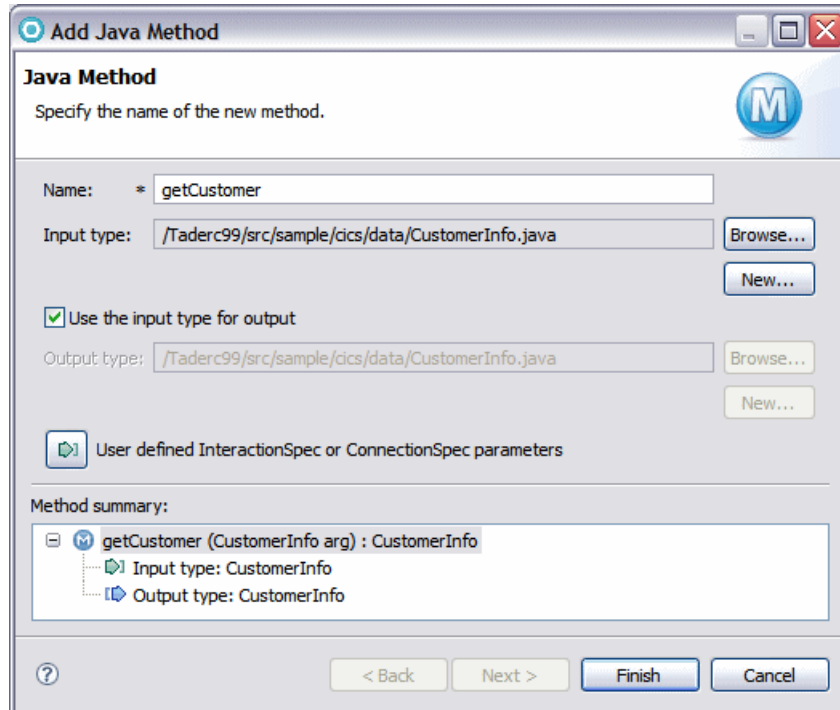 Add Java Method
Java Method
Specify the name of the new method.
M
Name: * getCustomer
Input type: /Taderc99/src/sample/cics/data/CustomerInfo.java Browse...
New...
Use the input type for output
Output type: /Taderc99/src/sample/cics/data/CustomerInfo.java Browse...
New...
User defined InteractionSpec or ConnectionSpec parameters
Method summary:
M getCustomer (CustomerInfo arg) : CustomerInfo
Input type: CustomerInfo
Output type: CustomerInfo
? < Back Next > Finish Cancel